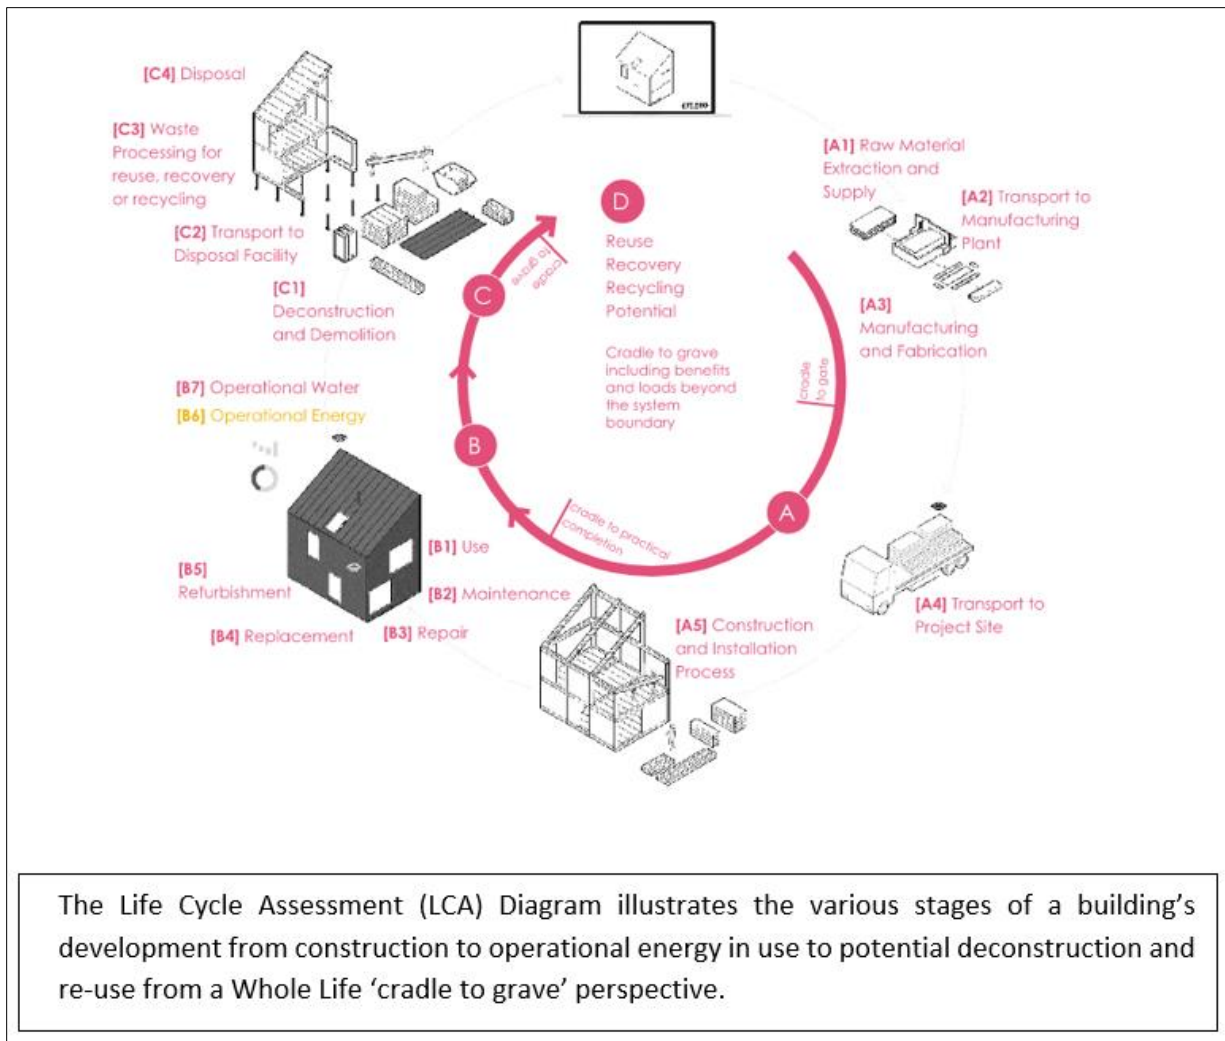 [C4] Disposal
[C3] Waste
Processing for
reuse, recovery
or recycling
[C2] Transport to
Disposal Facility
[C1]
Deconstruction
and Demolition
[A1] Raw Material
Extraction and
Supply
[A2] Transport to
Manufacturing
Plant
[A3]
Manufacturing
and Fabrication
D
Reuse
Recovery
Recycling
Potential
Cradle to grave
including benefits
and loads beyond
the system
boundary
cradle
to gate
cradle
to grave
C
B
A
cradle to practical
completion
[B7] Operational Water
[B6] Operational Energy
[B1] Use
[B5]
Refurbishment
[B2] Maintenance
[B4] Replacement
[B3] Repair
[A5] Construction
and Installation
Process
[A4] Transport to
Project Site
The Life Cycle Assessment (LCA) Diagram illustrates the various stages of a building’s
development from construction to operational energy in use to potential deconstruction and
re-use from a Whole Life ‘cradle to grave’ perspective.